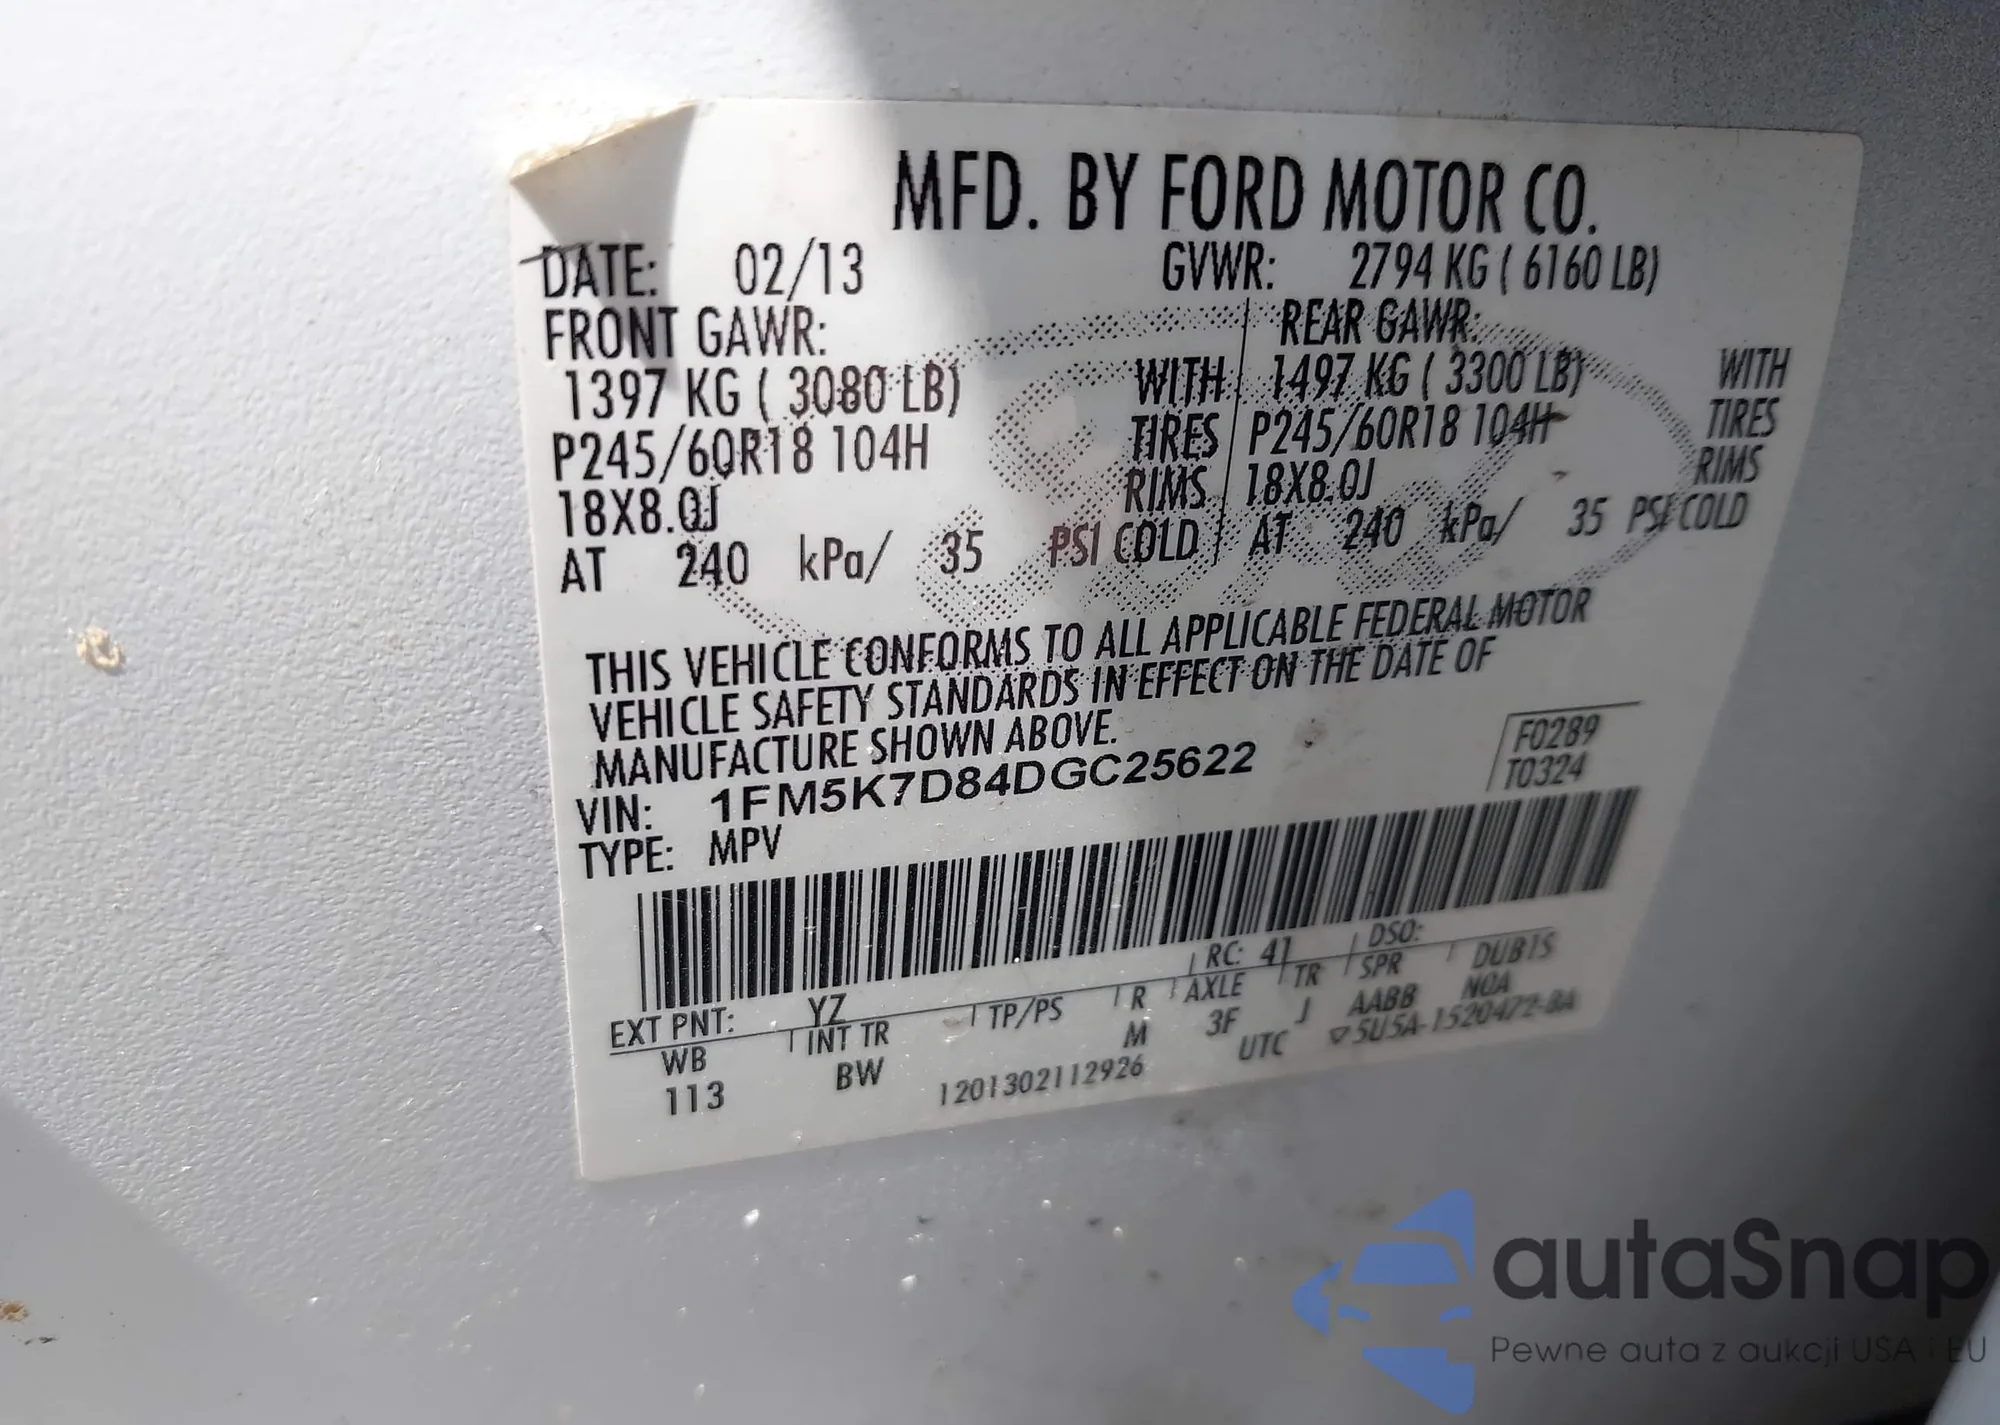 MFD. BY FORD MOTOR CO.
DATE: 02/13 GVWR: 2794 KG ( 6160 LB)
FRONT GAWR: REAR GAWR:
1397 KG ( 3080 LB) WITH 1497 KG ( 3300 LB) WITH
P245/60R18 104H TIRES P245/60R18 104H TIRES
18X8.0J RIMS 18X8.0J RIMS
AT 240 kPa/ 35 PSI COLD AT 240 kPa/ 35 PSI COLD
THIS VEHICLE CONFORMS TO ALL APPLICABLE FEDERAL MOTOR
VEHICLE SAFETY STANDARDS IN EFFECT ON THE DATE OF
MANUFACTURE SHOWN ABOVE.
F0289
T0324
VIN: 1FM5K7D84DGC25622
TYPE: MPV
EXT PNT: YZ RC: 41 DSO:
WB INT TR TP/PS R AXLE TR SPR DUB1S
113 BW M 3F J AABB N0A
1201302112926 UTC ▽5U5A-1520472-BA
autaSnap
Pewne auta z aukcji USA i EU